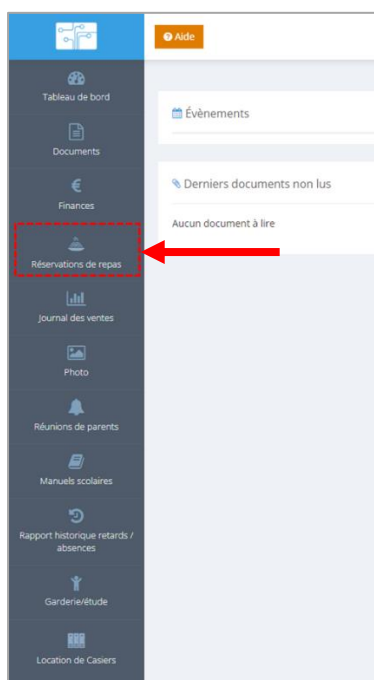 Aide
Tableau de bord
Évènements
Documents
Derniers documents non lus
Finances
Aucun document à lire
Réservations de repas
Journal des ventes
Photo
Réunions de parents
Manuels scolaires
Rapport historique retards /
absences
Garderie/étude
Location de Casiers